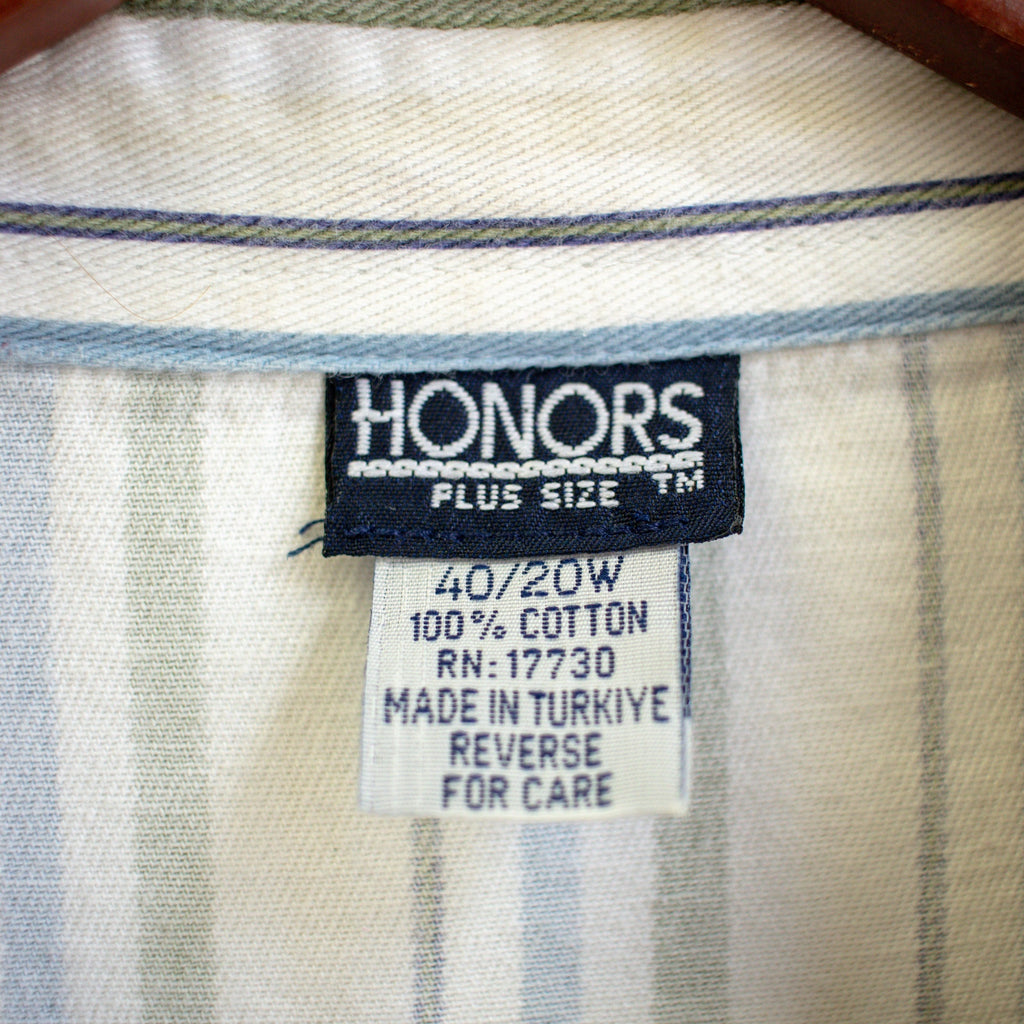 HONORS
PLUS SIZE ™
40/20W
100% COTTON
RN: 17730
MADE IN TURKIYE
REVERSE
FOR CARE